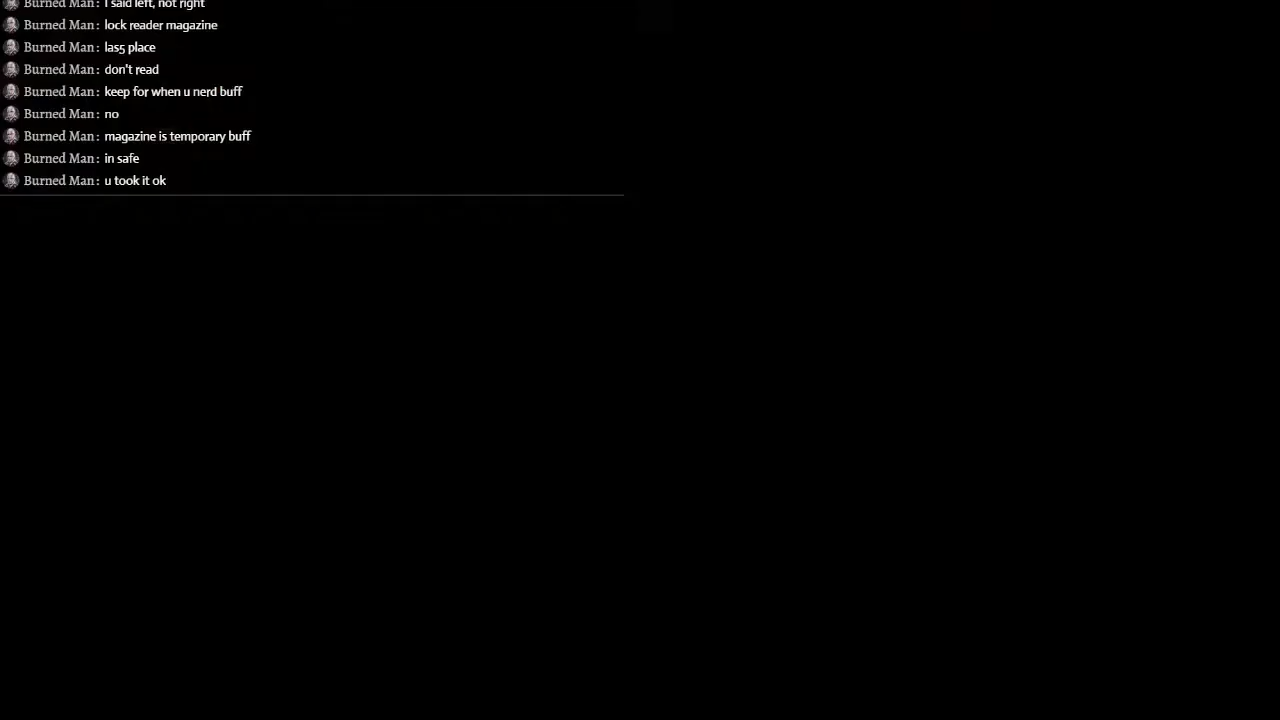 Burned Man: I said left, not right
Burned Man: lock reader magazine
Burned Man: las5 place
Burned Man: don't read
Burned Man: keep for when u nerd buff
Burned Man: no
Burned Man: magazine is temporary buff
Burned Man: in safe
Burned Man: u took it ok